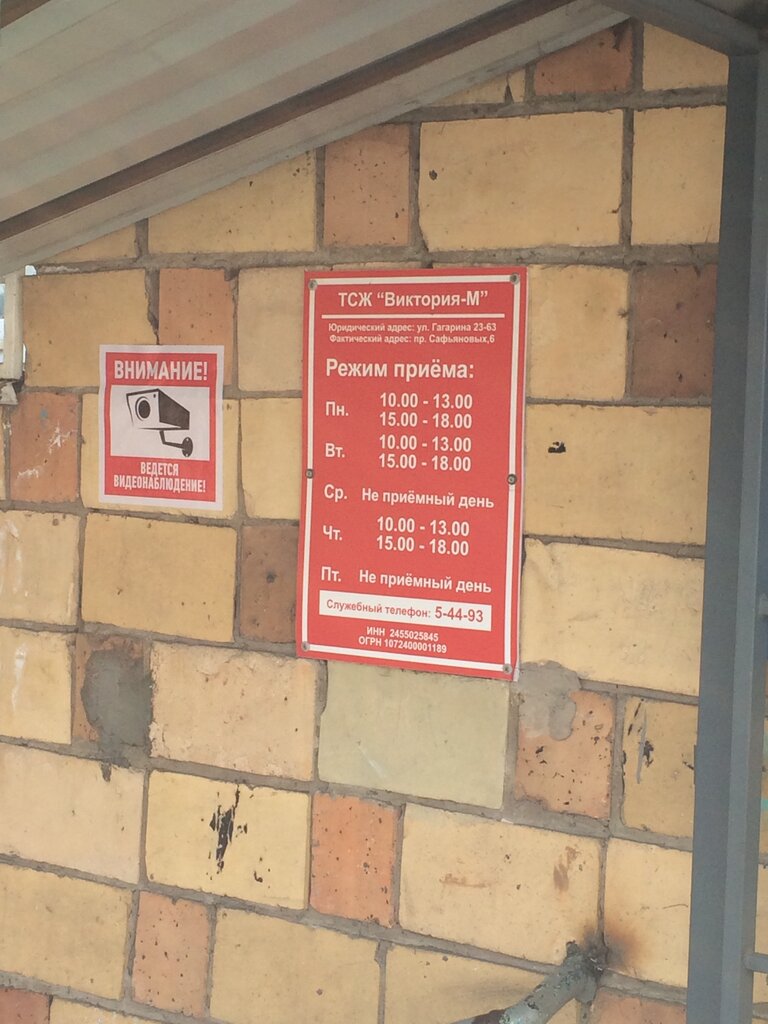 ТСЖ "Виктория-М"
Юридический адрес: ул. Гагарина 23-63
Фактический адрес: пр. Сафьяновых,6
Режим приёма:
Пн. 10.00 - 13.00
15.00 - 18.00
Вт. 10.00 - 13.00
15.00 - 18.00
Ср. Не приёмный день
Чт. 10.00 - 13.00
15.00 - 18.00
Пт. Не приёмный день
Служебный телефон: 5-44-93
ИНН 2455025845
ОГРН 1072400001189
ВНИМАНИЕ!
ВЕДЕТСЯ
ВИДЕОНАБЛЮДЕНИЕ!